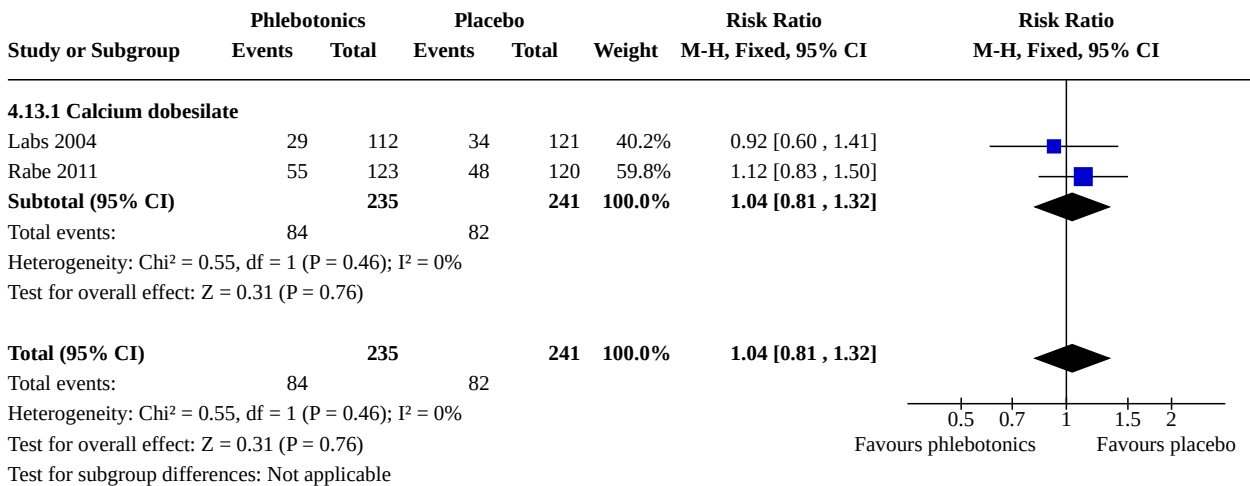 Phlebotonics Placebo Risk Ratio Risk Ratio
Study or Subgroup Events Total Events Total Weight M-H, Fixed, 95% CI M-H, Fixed, 95% CI
4.13.1 Calcium dobesilate
Labs 2004 29 112 34 121 40.2% 0.92 [0.60 , 1.41]
Rabe 2011 55 123 48 120 59.8% 1.12 [0.83 , 1.50]
Subtotal (95% CI) 235 241 100.0% 1.04 [0.81 , 1.32]
Total events: 84 82
Heterogeneity: Chi² = 0.55, df = 1 (P = 0.46); I² = 0%
Test for overall effect: Z = 0.31 (P = 0.76)
Total (95% CI) 235 241 100.0% 1.04 [0.81 , 1.32]
Total events: 84 82
Heterogeneity: Chi² = 0.55, df = 1 (P = 0.46); I² = 0%
0.5 0.7 1 1.5 2
Test for overall effect: Z = 0.31 (P = 0.76) Favours phlebotonics Favours placebo
Test for subgroup differences: Not applicable